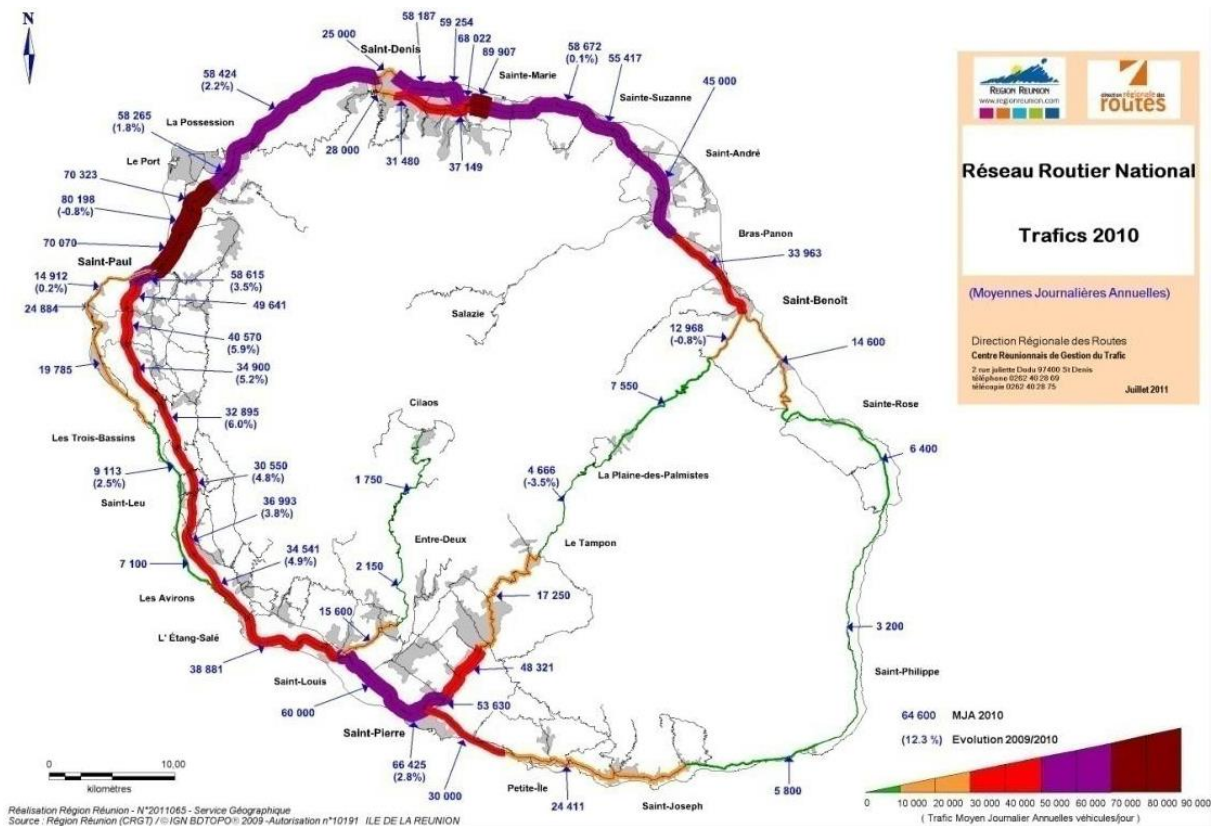 N
58 187
59 254
68 022
89 907
25 000
Saint-Denis
58 672
(0.1%)
55 417
Sainte-Marie
58 424
(2.2%)
Sainte-Suzanne
45 000
58 265
(1.8%)
La Possession
28 000
31 480
37 149
Le Port
Saint-André
70 323
80 198
(-0.8%)
70 070
Bras-Panon
33 963
Saint-Paul
14 912
(0.2%)
24 884
58 615
(3.5%)
49 641
Saint-Benoît
Salazie
40 570
(5.9%)
12 968
(-0.8%)
14 600
34 900
(5.2%)
19 785
7 550
Sainte-Rose
32 895
(6.0%)
Cilaos
Les Trois-Bassins
6 400
9 113
(2.5%)
30 550
(4.8%)
1 750
4 666
(-3.5%)
La Plaine-des-Palmistes
Saint-Leu
36 993
(3.8%)
Entre-Deux
Le Tampon
34 541
(4.9%)
7 100
2 150
Les Avirons
15 600
17 250
L' Étang-Salé
3 200
38 881
48 321
Saint-Philippe
Saint-Louis
60 000
53 630
Saint-Pierre
66 425
(2.8%)
30 000
Petite-Île
24 411
Saint-Joseph
5 800
REGION REUNION
www.regionreunion.com
direction régionale des
routes
Réseau Routier National
Trafics 2010
(Moyennes Journalières Annuelles)
Direction Régionale des Routes
Centre Réunionnais de Gestion du Trafic
2 rue juliette Dodu 97400 St Denis
téléphone 0262 40 28 69
télécopie 0262 40 28 75
Juillet 2011
64 600 MJA 2010
(12.3 %) Evolution 2009/2010
0 10 000 20 000 30 000 40 000 50 000 60 000 70 000 80 000 90 000
( Trafic Moyen Journalier Annuelles véhicules/jour )
0 10,00
kilomètres
Réalisation Région Réunion - N°2011065 - Service Géographique
Source : Région Réunion (CRGT) / © IGN BDTOPO® 2009 -Autorisation n°10191 ILE DE LA REUNION